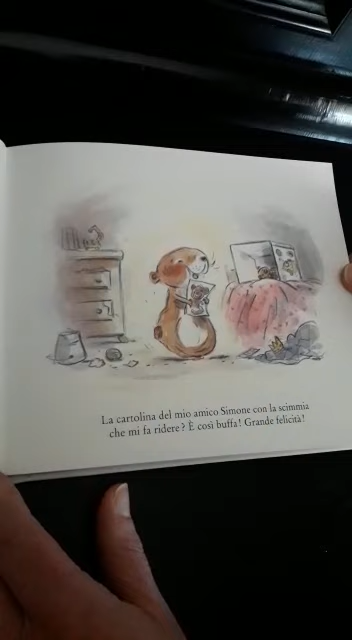 La cartolina del mio amico Simone con la scimmia
che mi fa ridere? È così buffa! Grande felicità!